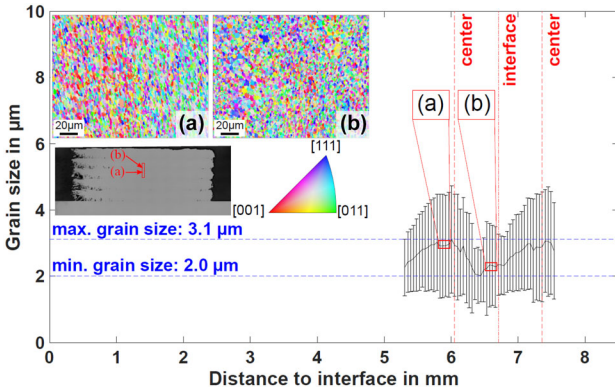 10
8
6
4
2
0
Grain size in µm
20µm
(a)
20µm
(b)
(b)
(a)
[111]
[001]
[011]
max. grain size: 3.1 µm
min. grain size: 2.0 µm
(a)
(b)
center
interface
center
0 1 2 3 4 5 6 7 8
Distance to interface in mm